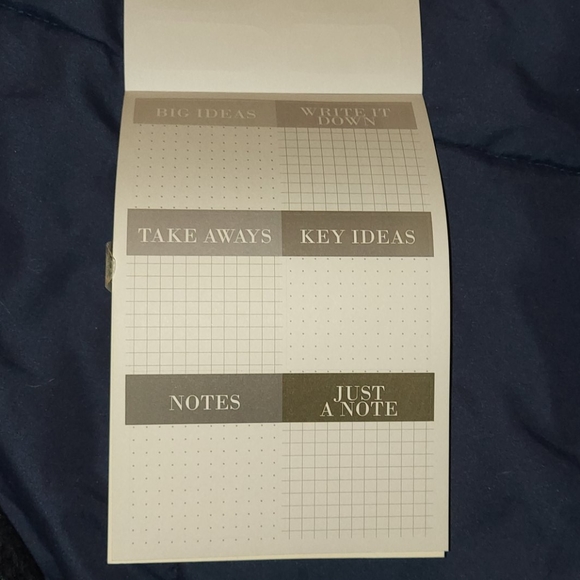 BIG IDEAS
WRITE IT
DOWN
TAKE AWAYS
KEY IDEAS
NOTES
JUST
A NOTE